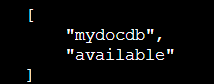 [
"mydocdb",
"available"
]